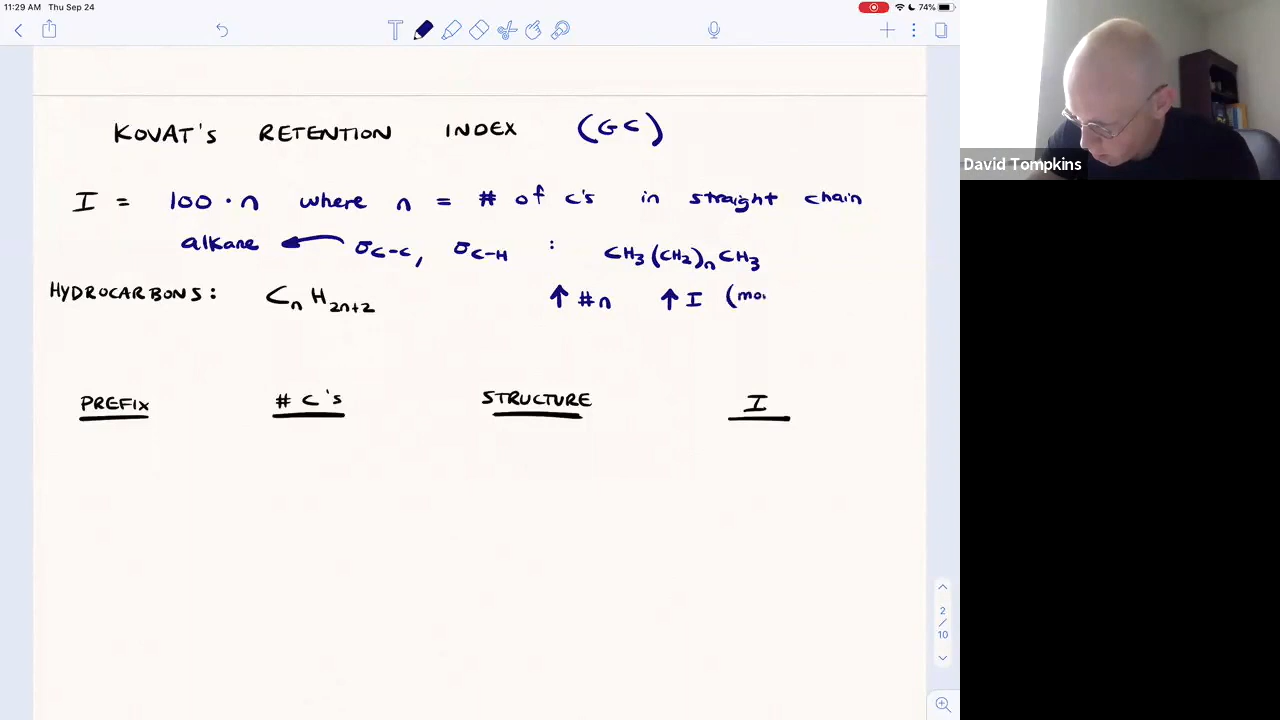 11:29 AM Thu Sep 24
74%
KOVAT's RETENTION INDEX (GC)
I = 100 · n where n = # of c's in straight chain
alkane ← σC-C, σC-H : CH3(CH2)nCH3
HYDROCARBONS: CnH2n+2 ↑ #n ↑ I (mo
PREFIX # C's STRUCTURE I
2
/
10
David Tompkins